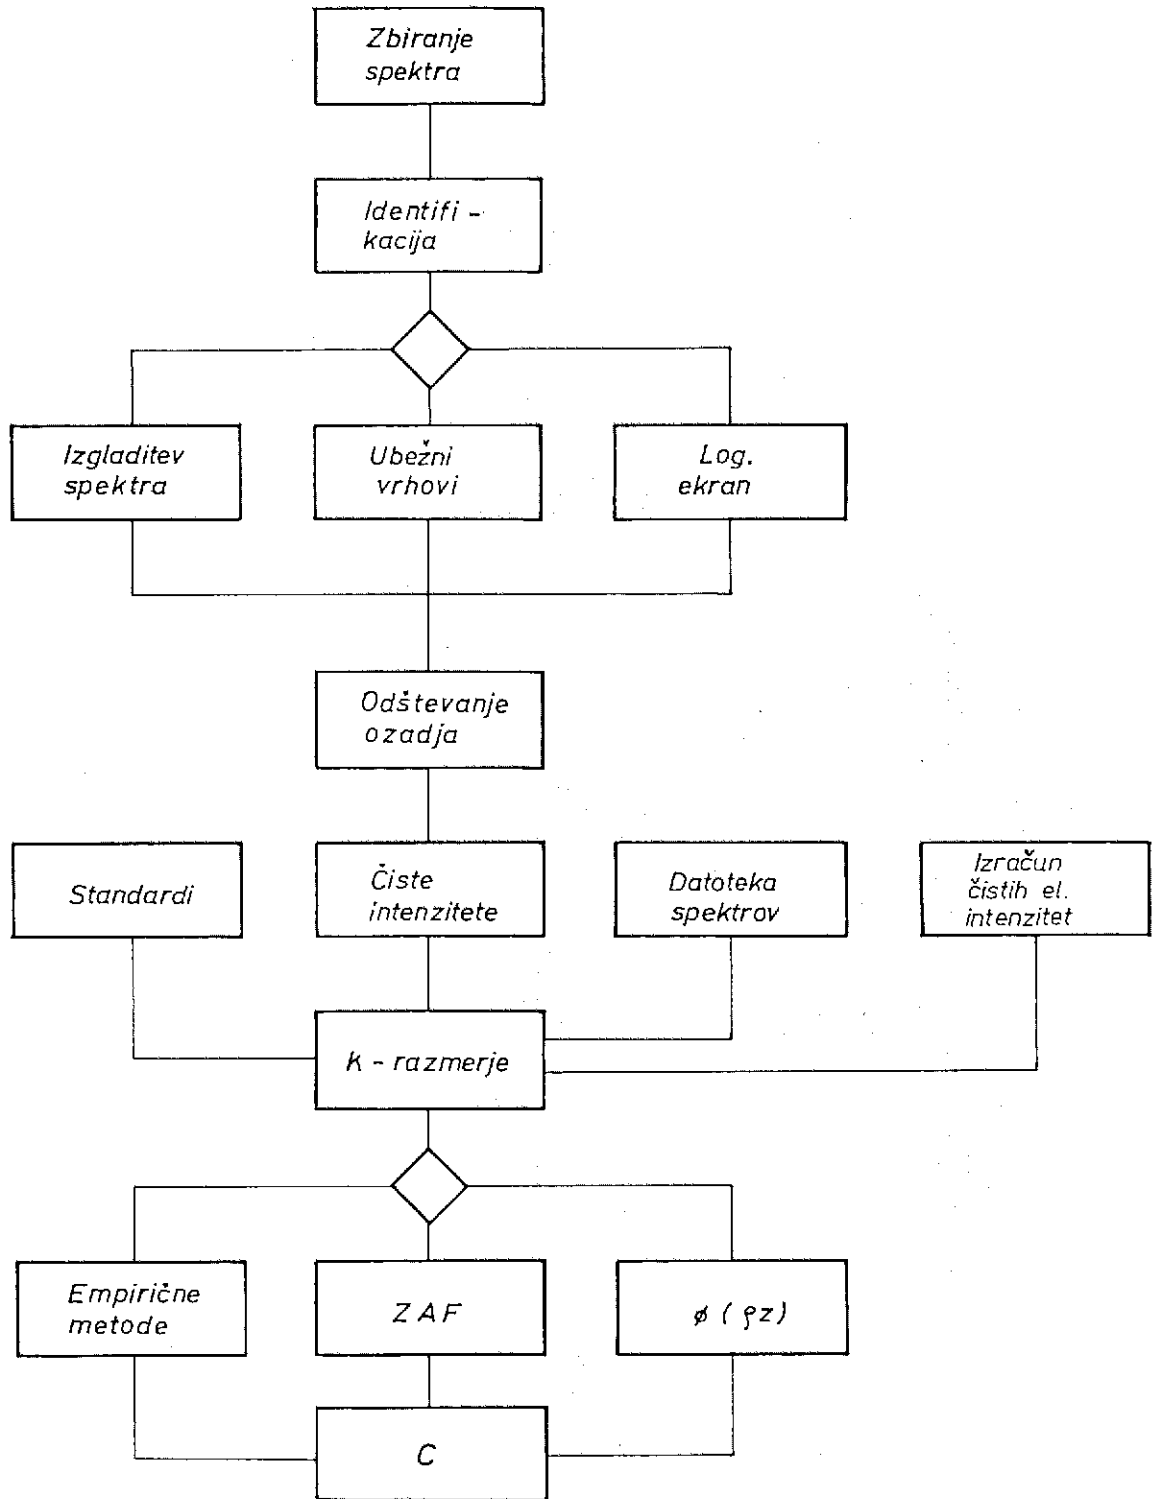 Zbiranje
spektra
Identifi -
kacija
Izgladitev
spektra
Ubežni
vrhovi
Log.
ekran
Odštevanje
ozadja
Standardi
Čiste
intenzitete
Datoteka
spektrov
Izračun
čistih el.
intenzitet
K - razmerje
Empirične
metode
ZAF
ø (ρz)
C